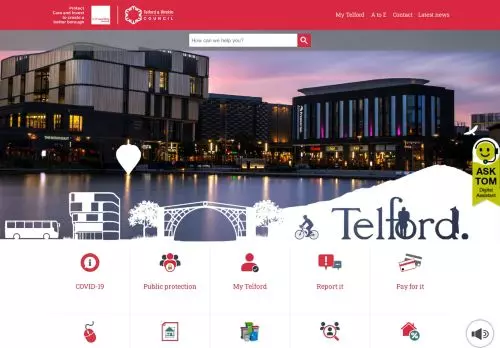 Protect
Care and Invest
to create a
better borough
Telford & Wrekin
COUNCIL
My Telford
A to Z
Contact
Latest news
How can we help you?
ASK
TOM
Digital
Assistant
Telford.
COVID-19
Public protection
My Telford
Report it
Pay for it